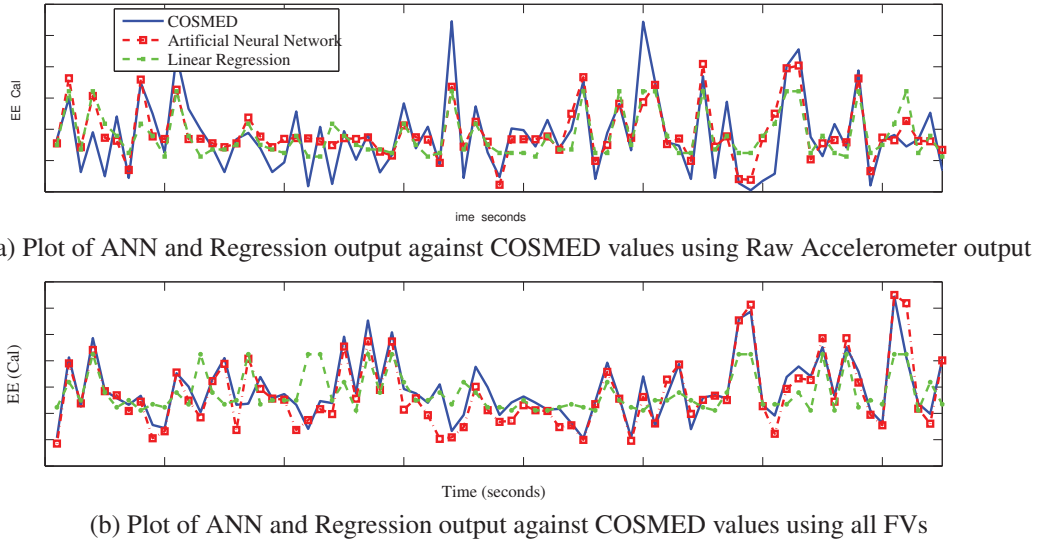 COSMED
Artificial Neural Network
Linear Regression
EE Cal
ime seconds
a) Plot of ANN and Regression output against COSMED values using Raw Accelerometer output
EE (Cal)
Time (seconds)
(b) Plot of ANN and Regression output against COSMED values using all FVs